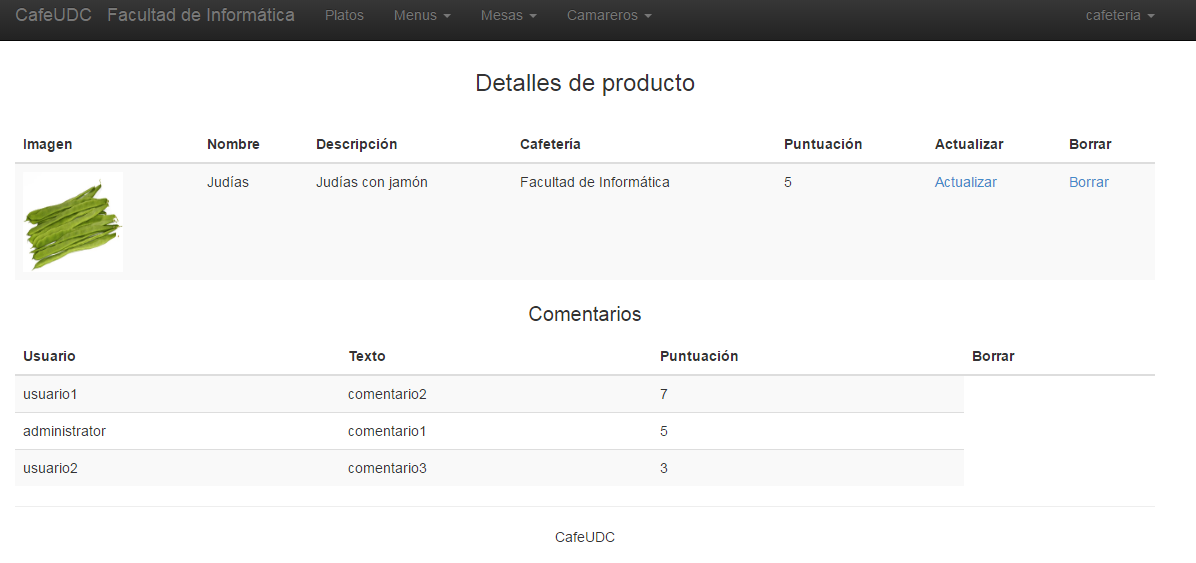 CafeUDC Facultad de Informática Platos Menus Mesas Camareros cafetería
Detalles de producto
Imagen Nombre Descripción Cafetería Puntuación Actualizar Borrar
Judías Judías con jamón Facultad de Informática 5 Actualizar Borrar
Comentarios
Usuario Texto Puntuación Borrar
usuario1 comentario2 7
administrator comentario1 5
usuario2 comentario3 3
CafeUDC